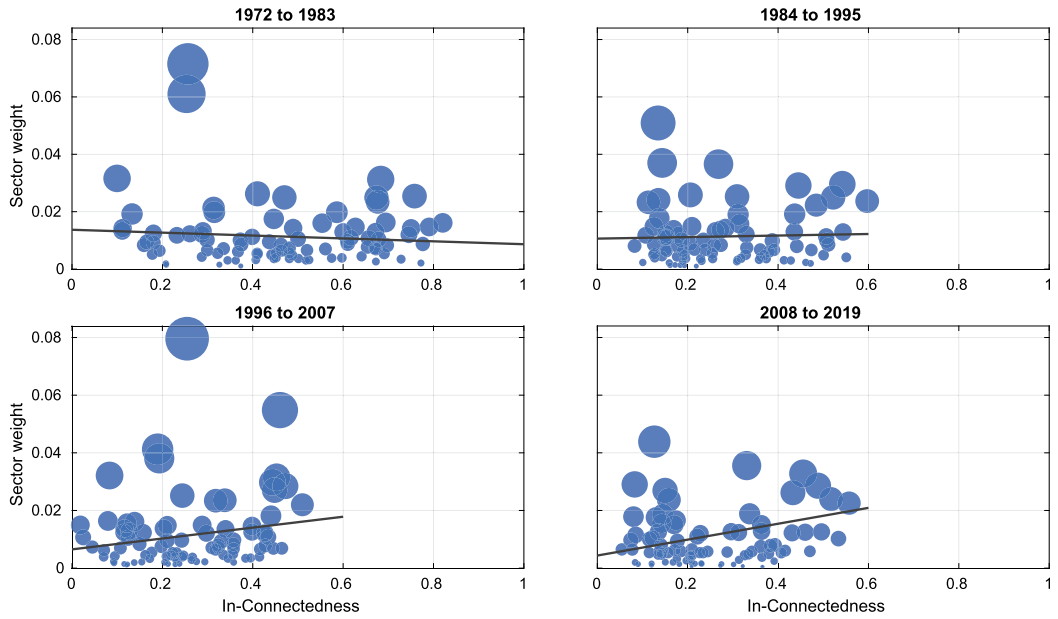 1972 to 1983
1984 to 1995
0.08
0.06
0.04
0.02
0
Sector weight
0 0.2 0.4 0.6 0.8 1
0 0.2 0.4 0.6 0.8 1
1996 to 2007
2008 to 2019
0.08
0.06
0.04
0.02
0
Sector weight
0 0.2 0.4 0.6 0.8 1
0 0.2 0.4 0.6 0.8 1
In-Connectedness
In-Connectedness